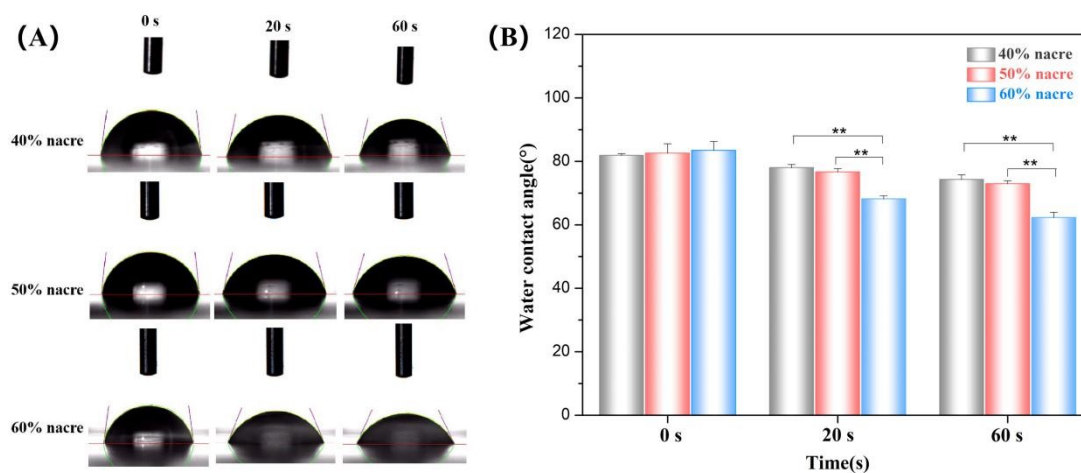 (A)
0 s 20 s 60 s
40% nacre
50% nacre
60% nacre
(B)
Water contact angle(°)
120
100
80
60
40
20
0
40% nacre
50% nacre
60% nacre
**
**
**
**
0 s 20 s 60 s
Time(s)